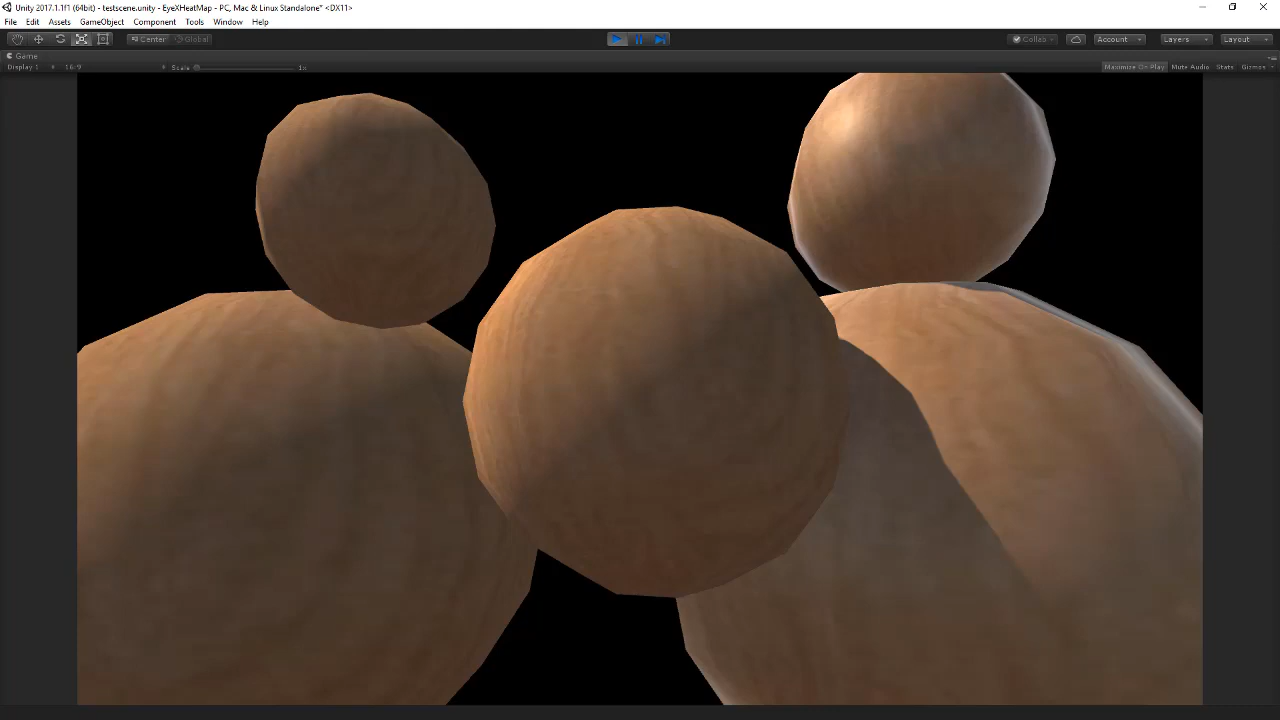 Unity 2017.1.1f1 (64bit) - testscene.unity - EyeXHeatMap - PC, Mac & Linux Standalone* <DX11>
File Edit Assets GameObject Component Tools Window Help
Center Global Collab Account Layers Layout
Game
Display 1 16:9 Scale 1x Maximize On Play Mute Audio Stats Gizmos